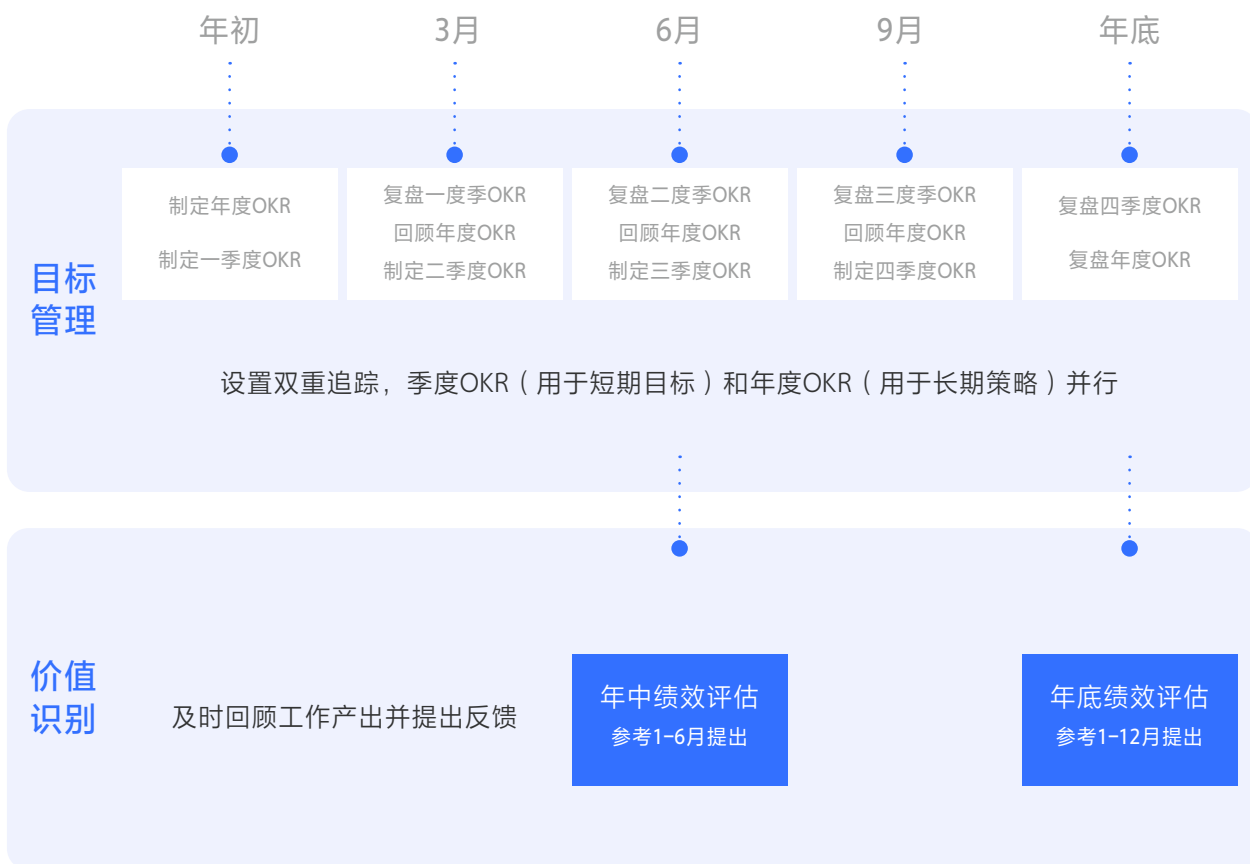 年初
3月
6月
9月
年底
制定年度OKR
制定一季度OKR
复盘一度季OKR
回顾年度OKR
制定二季度OKR
复盘二度季OKR
回顾年度OKR
制定三季度OKR
复盘三度季OKR
回顾年度OKR
制定四季度OKR
复盘四季度OKR
复盘年度OKR
目标
管理
设置双重追踪，季度OKR（用于短期目标）和年度OKR（用于长期策略）并行
价值
识别
及时回顾工作产出并提出反馈
年中绩效评估
参考1-6月提出
年底绩效评估
参考1-12月提出